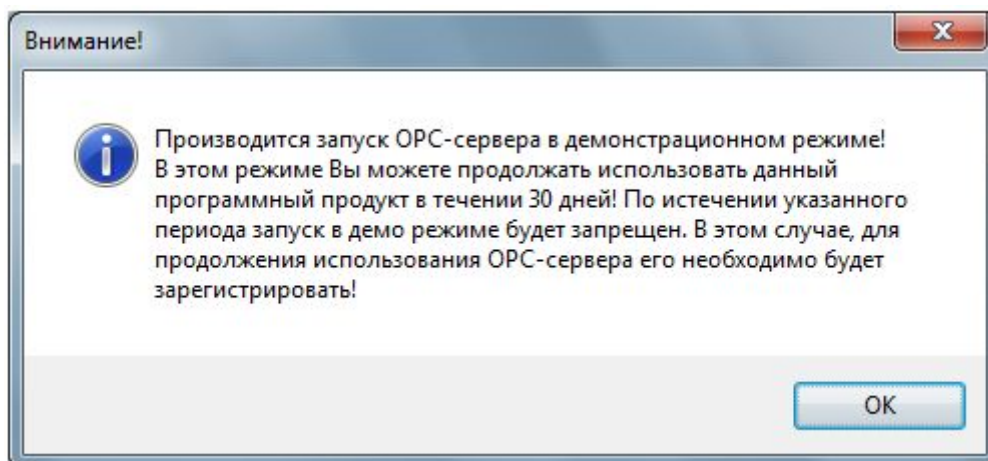 Внимание!
Производится запуск OPC-сервера в демонстрационном режиме!
В этом режиме Вы можете продолжать использовать данный
программный продукт в течении 30 дней! По истечении указанного
периода запуск в демо режиме будет запрещен. В этом случае, для
продолжения использования OPC-сервера его необходимо будет
зарегистрировать!
OK